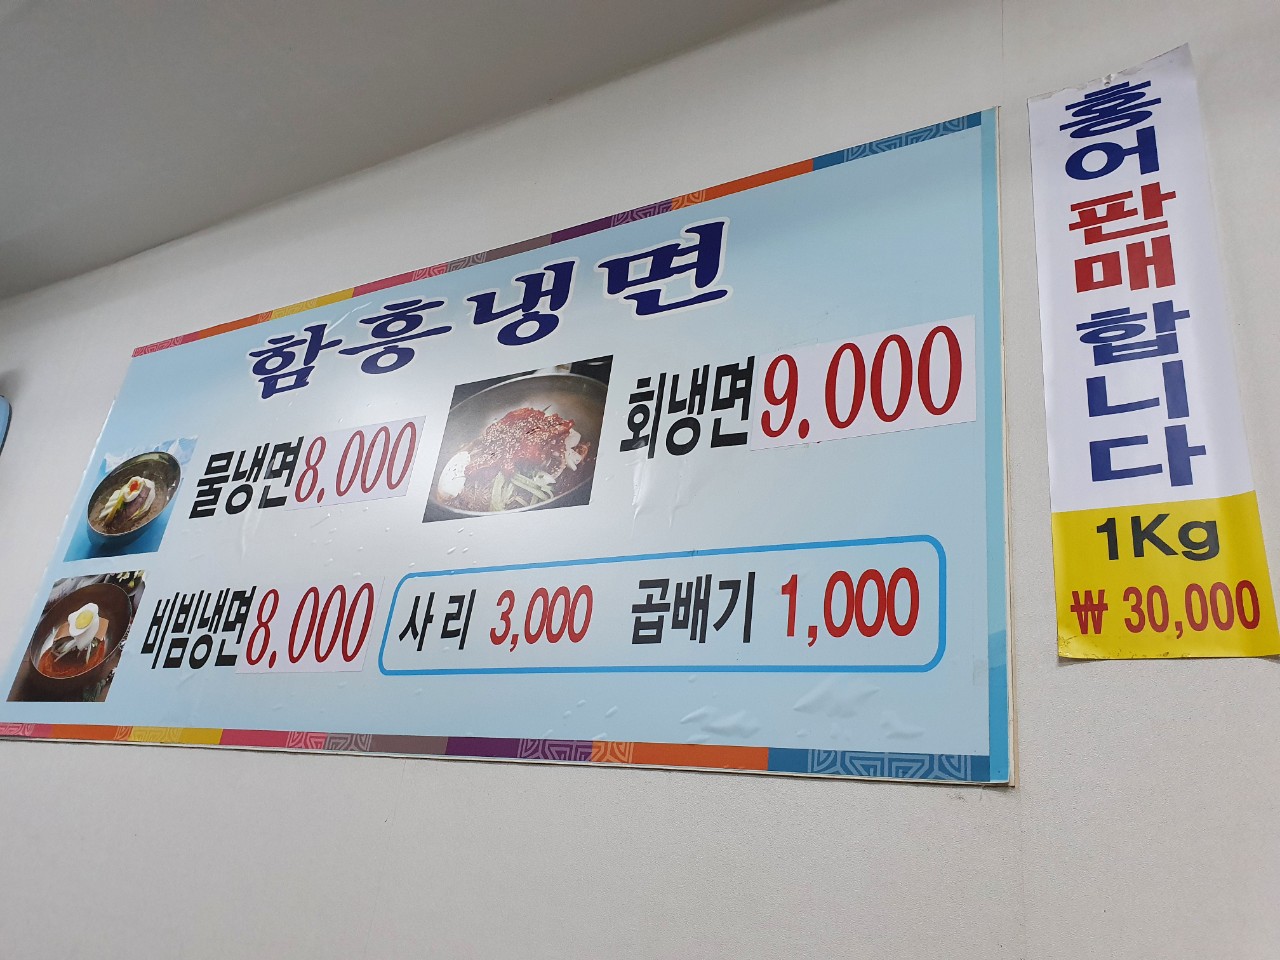 함흥냉면
물냉면 8,000
회냉면 9,000
비빔냉면 8,000
사리 3,000 곱배기 1,000
홍어판매합니다
1Kg
₩ 30,000